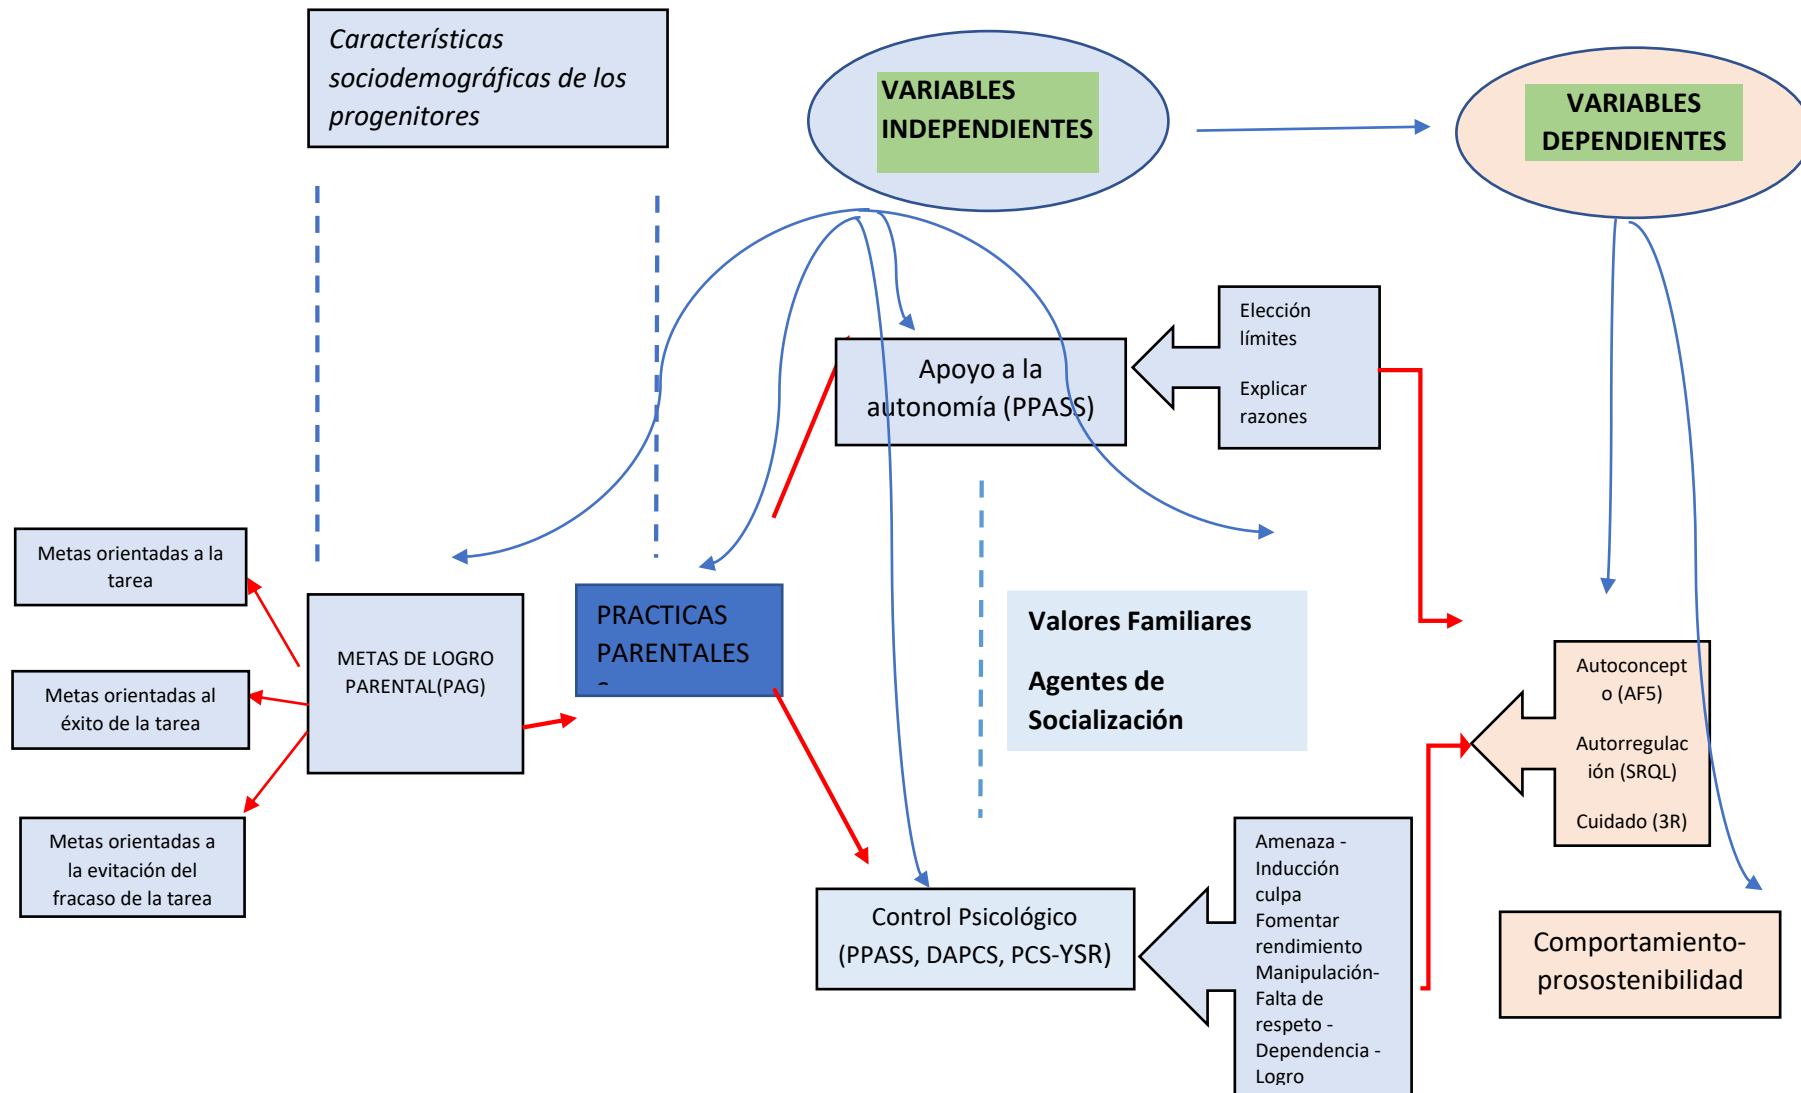 Características
sociodemográficas de los
progenitores
VARIABLES
INDEPENDIENTES
VARIABLES
DEPENDIENTES
Elección
límites
Explicar
razones
Apoyo a la
autonomía (PPASS)
Metas orientadas a la
tarea
Metas orientadas al
éxito de la tarea
Metas orientadas a
la evitación del
fracaso de la tarea
METAS DE LOGRO
PARENTAL(PAG)
PRACTICAS
PARENTALES
Valores Familiares
Agentes de
Socialización
Autoconcept
o (AF5)
Autorregulac
ión (SRQL)
Cuidado (3R)
Control Psicológico
(PPASS, DAPCS, PCS-YSR)
Amenaza -
Inducción
culpa
Fomentar
rendimiento
Manipulación-
Falta de
respeto -
Dependencia -
Logro
Comportamiento-
prosostenibilidad